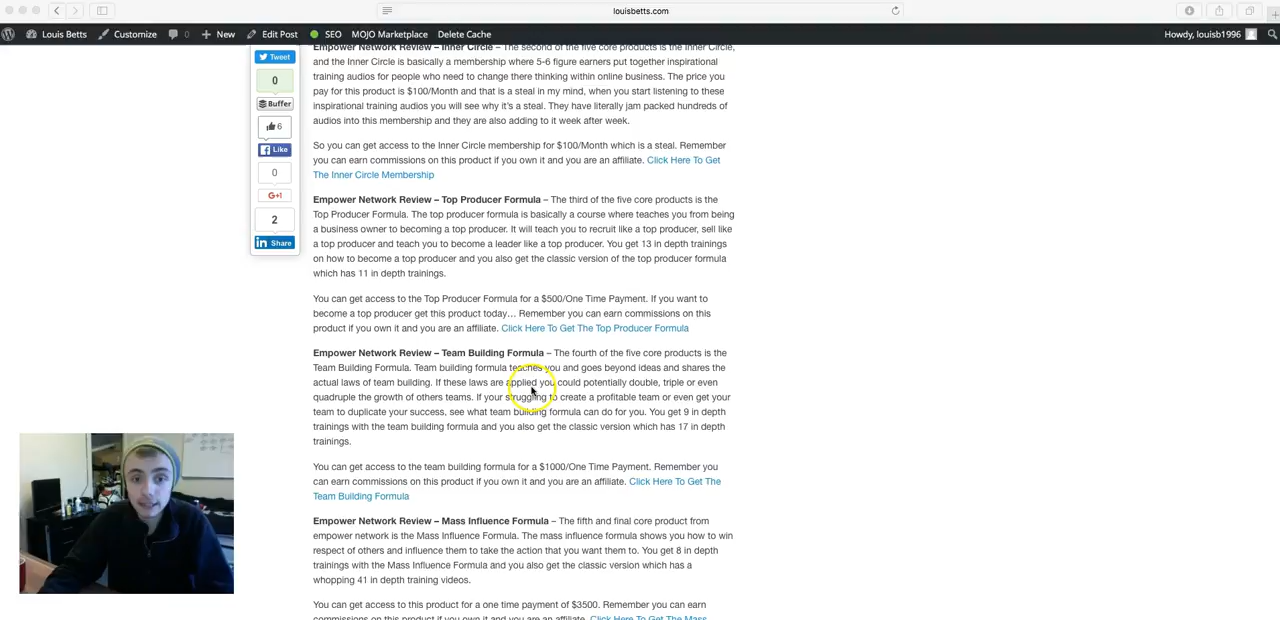 louisbetts.com
Louis Betts Customize 0 New Edit Post SEO MOJO Marketplace Delete Cache Howdy, louisb1996
Tweet
0
Buffer
6
Like
0
G+1
2
in Share
Empower Network Review – Inner Circle – The second of the five core products is the Inner Circle,
and the Inner Circle is basically a membership where 5-6 figure earners put together inspirational
training audios for people who need to change there thinking within online business. The price you
pay for this product is $100/Month and that is a steal in my mind, when you start listening to these
inspirational training audios you will see why it's a steal. They have literally jam packed hundreds of
audios into this membership and they are also adding to it week after week.
So you can get access to the Inner Circle membership for $100/Month which is a steal. Remember
you can earn commissions on this product if you own it and you are an affiliate. Click Here To Get
The Inner Circle Membership
Empower Network Review – Top Producer Formula – The third of the five core products is the
Top Producer Formula. The top producer formula is basically a course where teaches you from being
a business owner to becoming a top producer. It will teach you to recruit like a top producer, sell like
a top producer and teach you to become a leader like a top producer. You get 13 in depth trainings
on how to become a top producer and you also get the classic version of the top producer formula
which has 11 in depth trainings.
You can get access to the Top Producer Formula for a $500/One Time Payment. If you want to
become a top producer get this product today… Remember you can earn commissions on this
product if you own it and you are an affiliate. Click Here To Get The Top Producer Formula
Empower Network Review – Team Building Formula – The fourth of the five core products is the
Team Building Formula. Team building formula teaches you and goes beyond ideas and shares the
actual laws of team building. If these laws are applied you could potentially double, triple or even
quadruple the growth of others teams. If your struggling to create a profitable team or even get your
team to duplicate your success, see what team building formula can do for you. You get 9 in depth
trainings with the team building formula and you also get the classic version which has 17 in depth
trainings.
You can get access to the team building formula for a $1000/One Time Payment. Remember you
can earn commissions on this product if you own it and you are an affiliate. Click Here To Get The
Team Building Formula
Empower Network Review – Mass Influence Formula – The fifth and final core product from
empower network is the Mass Influence Formula. The mass influence formula shows you how to win
respect of others and influence them to take the action that you want them to. You get 8 in depth
trainings with the Mass Influence Formula and you also get the classic version which has a
whopping 41 in depth training videos.
You can get access to this product for a one time payment of $3500. Remember you can earn
commissions on this product if you own it and you are an affiliate. Click Here To Get The Mass